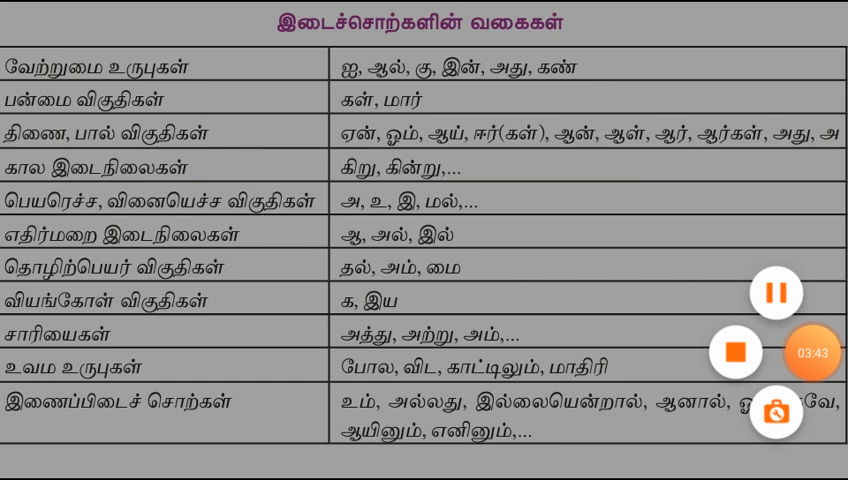 இடைச்சொற்களின் வகைகள்
வேற்றுமை உருபுகள் ஐ, ஆல், கு, இன், அது, கண்
பன்மை விகுதிகள் கள், மார்
திணை, பால் விகுதிகள் ஏன், ஓம், ஆய், ஈர்(கள்), ஆன், ஆள், ஆர், ஆர்கள், அது, அ
கால இடைநிலைகள் கிறு, கின்று,...
பெயரெச்ச, வினையெச்ச விகுதிகள் அ, உ, இ, மல்,...
எதிர்மறை இடைநிலைகள் ஆ, அல், இல்
தொழிற்பெயர் விகுதிகள் தல், அம், மை
வியங்கோள் விகுதிகள் க, இய
சாரியைகள் அத்து, அற்று, அம்,...
உவம உருபுகள் போல, விட, காட்டிலும், மாதிரி
இணைப்பிடைச் சொற்கள் உம், அல்லது, இல்லையென்றால், ஆனால்,
ஆயினும், எனினும்,...
03:43